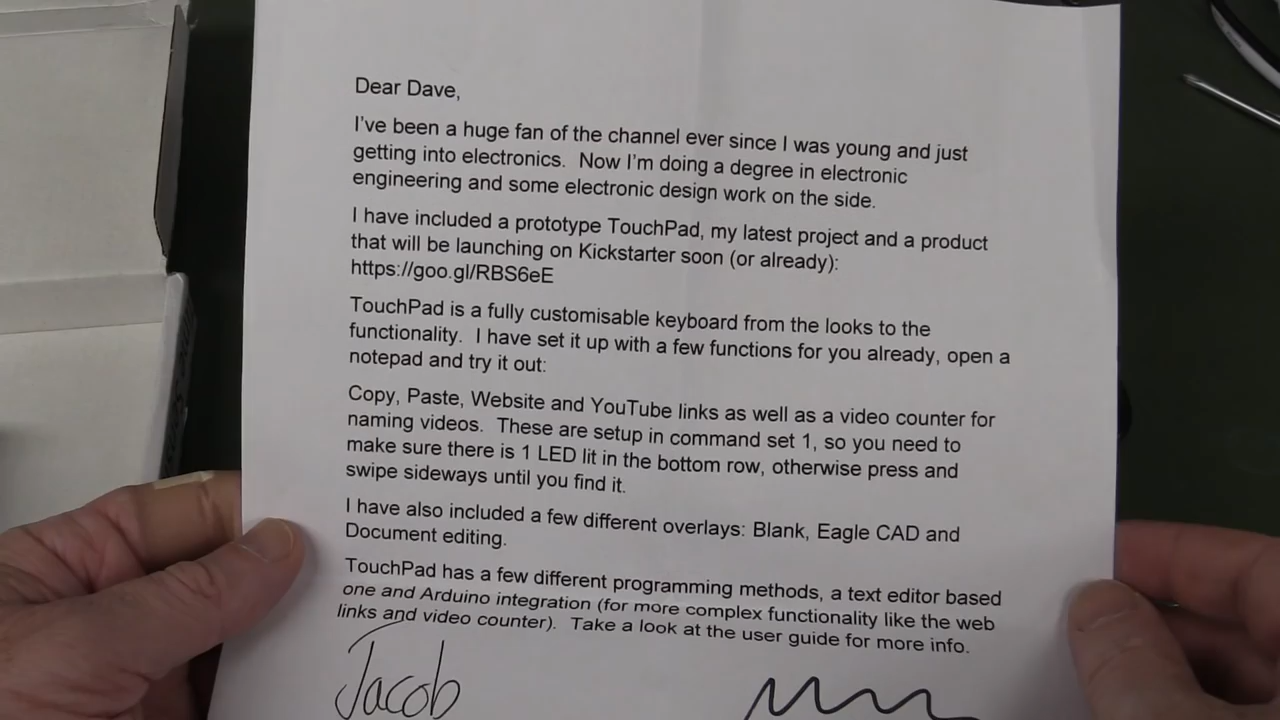 Dear Dave,
I've been a huge fan of the channel ever since I was young and just
getting into electronics. Now I'm doing a degree in electronic
engineering and some electronic design work on the side.
I have included a prototype TouchPad, my latest project and a product
that will be launching on Kickstarter soon (or already):
https://goo.gl/RBS6eE
TouchPad is a fully customisable keyboard from the looks to the
functionality. I have set it up with a few functions for you already, open a
notepad and try it out:
Copy, Paste, Website and YouTube links as well as a video counter for
naming videos. These are setup in command set 1, so you need to
make sure there is 1 LED lit in the bottom row, otherwise press and
swipe sideways until you find it.
I have also included a few different overlays: Blank, Eagle CAD and
Document editing.
TouchPad has a few different programming methods, a text editor based
one and Arduino integration (for more complex functionality like the web
links and video counter). Take a look at the user guide for more info.
Jacob